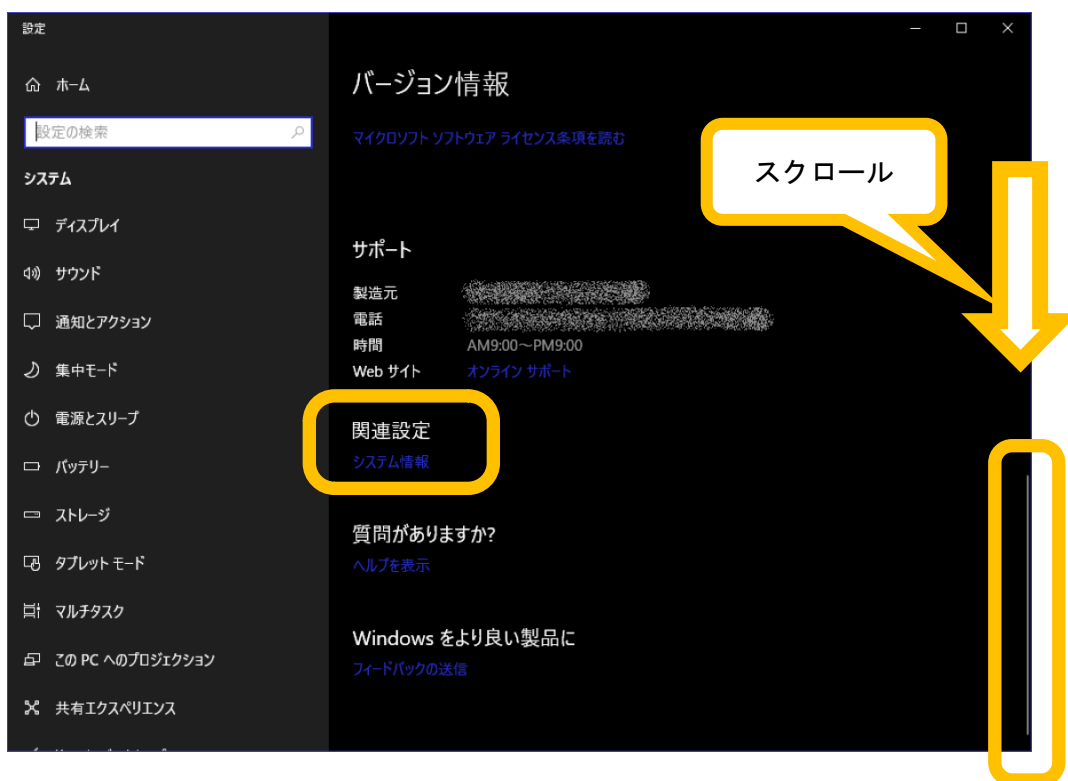 設定
ホーム
設定の検索
システム
ディスプレイ
サウンド
通知とアクション
集中モード
電源とスリープ
バッテリー
ストレージ
タブレット モード
マルチタスク
この PC へのプロジェクション
共有エクスペリエンス
バージョン情報
マイクロソフト ソフトウェア ライセンス条項を読む
スクロール
サポート
製造元
電話
時間 AM9:00～PM9:00
Web サイト オンライン サポート
関連設定
システム情報
質問がありますか?
ヘルプを表示
Windows をより良い製品に
フィードバックの送信